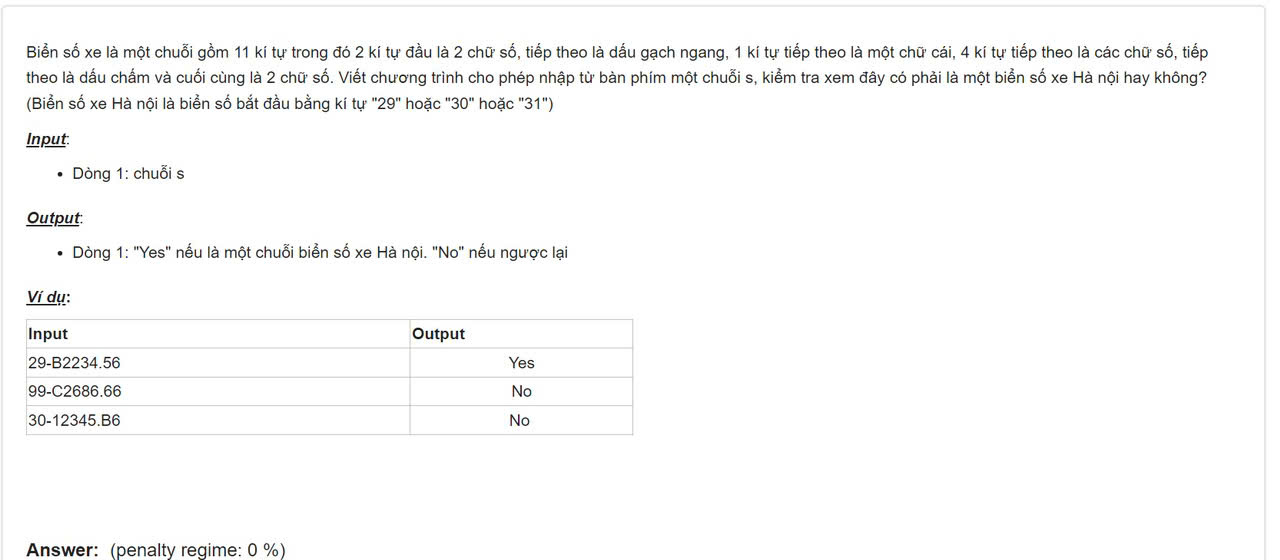 Biển số xe là một chuỗi gồm 11 kí tự trong đó 2 kí tự đầu là 2 chữ số, tiếp theo là dấu gạch ngang, 1 kí tự tiếp theo là một chữ cái, 4 kí tự tiếp theo là các chữ số, tiếp
theo là dấu chấm và cuối cùng là 2 chữ số. Viết chương trình cho phép nhập từ bàn phím một chuỗi s, kiểm tra xem đây có phải là một biển số xe Hà nội hay không?
(Biển số xe Hà nội là biển số bắt đầu bằng kí tự "29" hoặc "30" hoặc "31")
Input:
• Dòng 1: chuỗi s
Output:
• Dòng 1: "Yes" nếu là một chuỗi biển số xe Hà nội. "No" nếu ngược lại
Ví dụ:
Input Output
29-B2234.56 Yes
99-C2686.66 No
30-12345.B6 No
Answer: (penalty regime: 0 %)